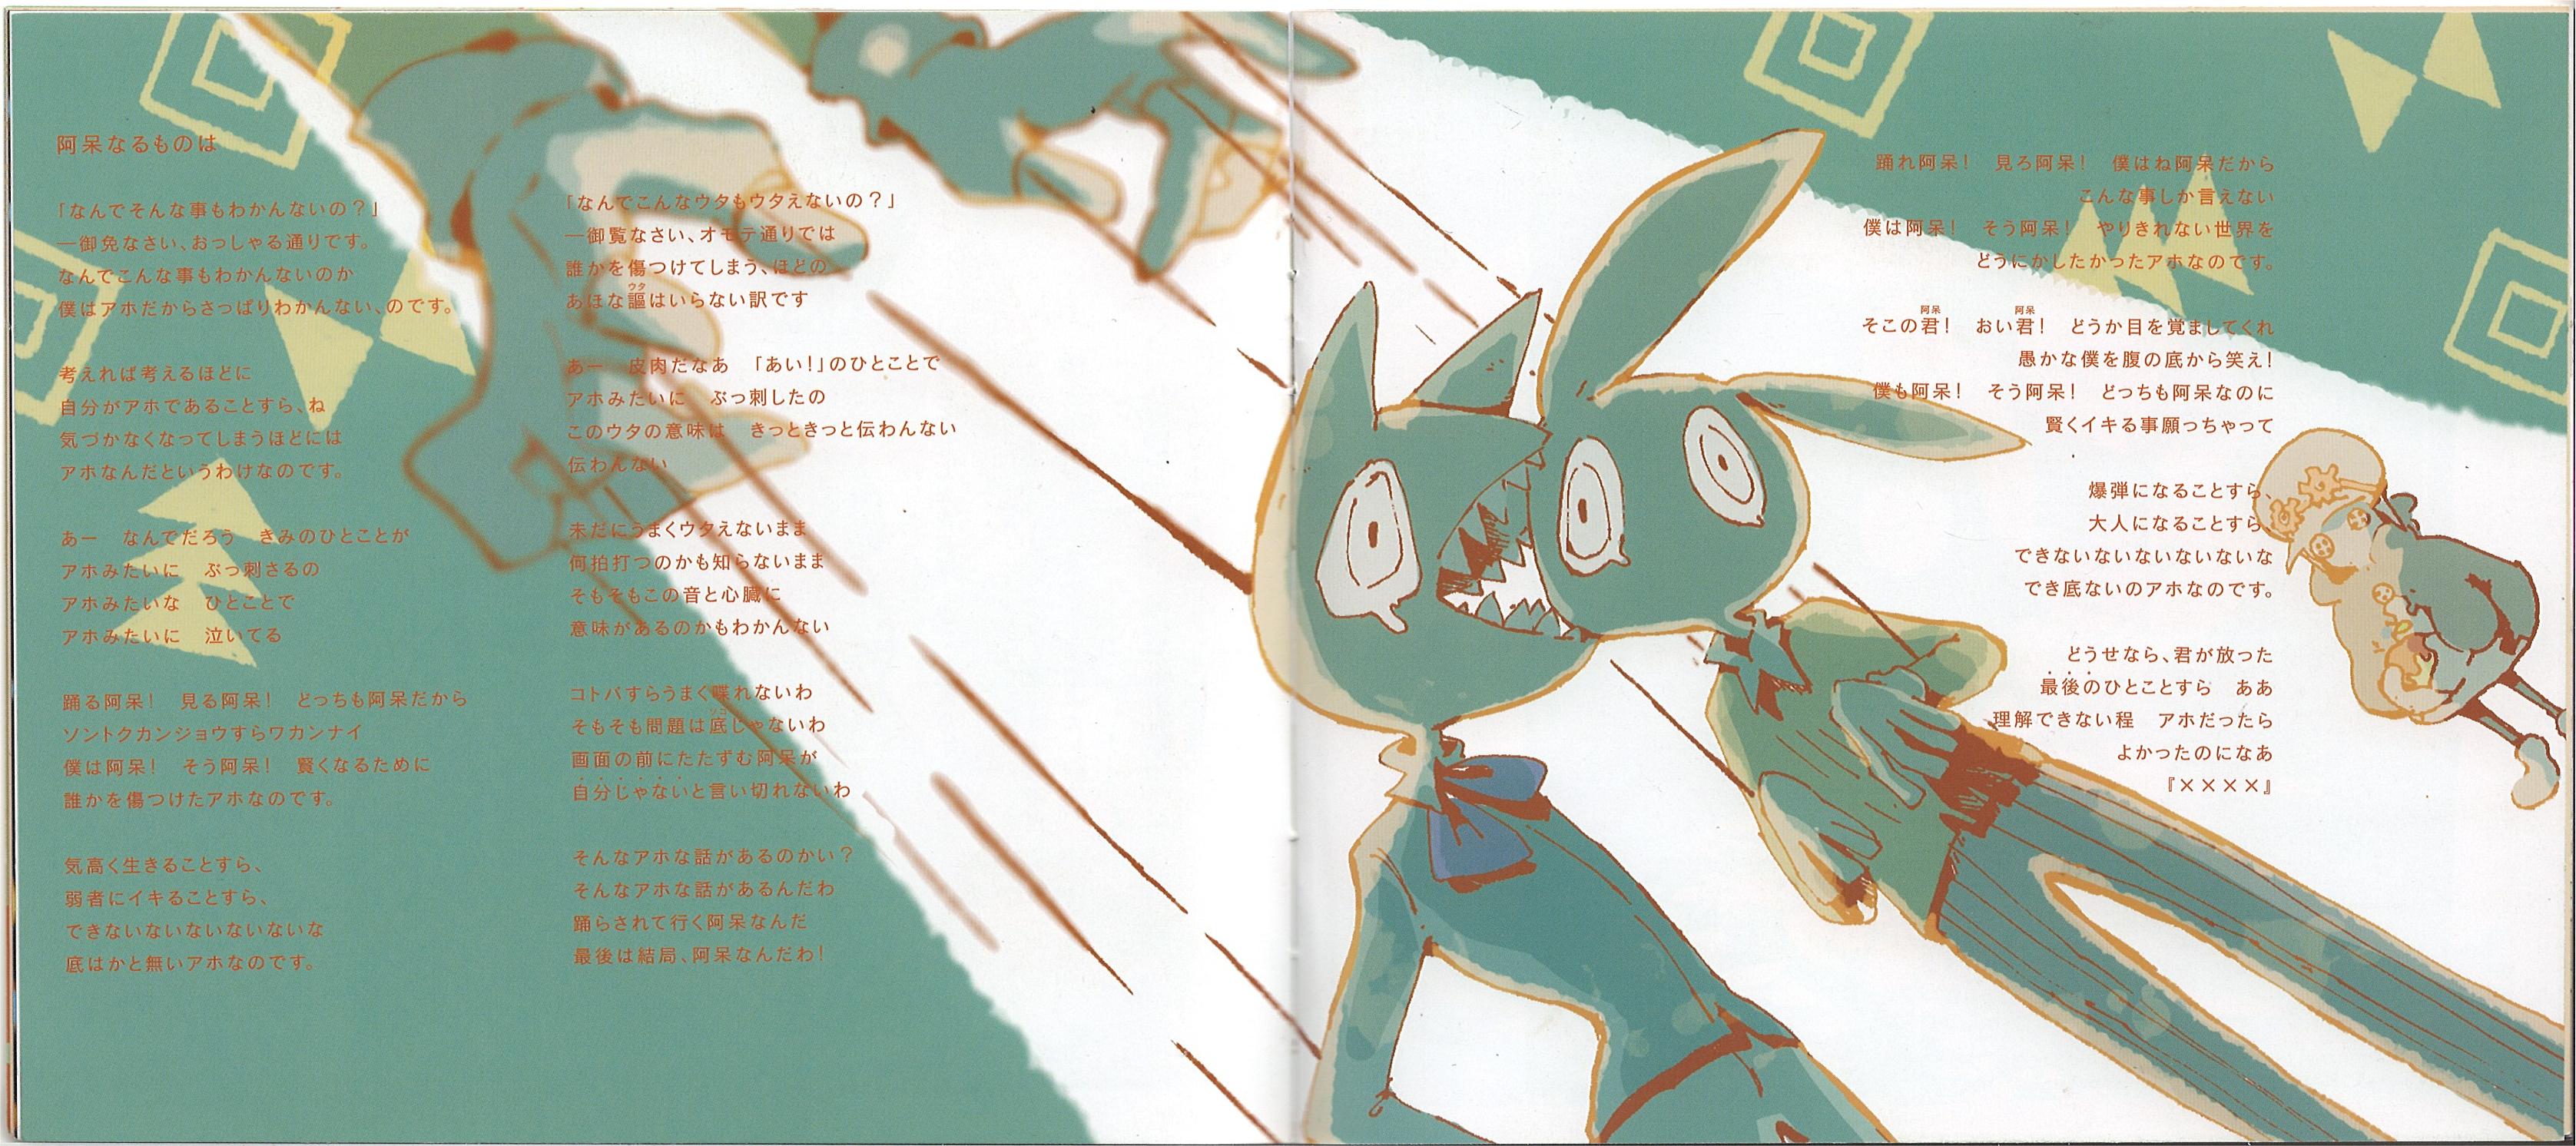 阿呆なるものは
「なんでそんな事もわかんないの？」
―御免なさい、おっしゃる通りです。
なんでこんな事もわかんないのか
僕はアホだからさっぱりわかんない、のです。
考えれば考えるほどに
自分がアホであることすら、ね
気づかなくなってしまうほどには
アホなんだというわけなのです。
あー　なんでだろう　きみのひとことが
アホみたいに　ぶっ刺さるの
アホみたいな　ひとことで
アホみたいに　泣いてる
踊る阿呆！　見る阿呆！　どっちも阿呆だから
ソントクカンジョウすらワカンナイ
僕は阿呆！　そう阿呆！　賢くなるために
誰かを傷つけたアホなのです。
気高く生きることすら、
弱者にイキることすら、
できないないないないないな
底はかと無いアホなのです。
「なんでこんなウタもウタえないの？」
―御覧なさい、オモテ通りでは
誰かを傷つけてしまう、ほどの
ウタ
あほな謳はいらない訳です
あー　皮肉だなあ　「あい！」のひとことで
アホみたいに　ぶっ刺したの
このウタの意味は　きっときっと伝わんない
伝わんない
未だにうまくウタえないまま
何拍打つのかも知らないまま
そもそもこの音と心臓に
意味があるのかもわかんない
コトバすらうまく喋れないわ
そもそも問題は底じゃないわ
画面の前にたたずむ阿呆が
自分じゃないと言い切れないわ
そんなアホな話があるのかい？
そんなアホな話があるんだわ
踊らされて行く阿呆なんだ
最後は結局、阿呆なんだわ！
踊れ阿呆！　見ろ阿呆！　僕はね阿呆だから
こんな事しか言えない
僕は阿呆！　そう阿呆！　やりきれない世界を
どうにかしたかったアホなのです。
阿呆　阿呆
そこの君！　おい君！　どうか目を覚ましてくれ
愚かな僕を腹の底から笑え！
僕も阿呆！　そう阿呆！　どっちも阿呆なのに
賢くイキる事願っちゃって
爆弾になることすら、
大人になることすら、
できないないないないないな
でき底ないのアホなのです。
どうせなら、君が放った
最後のひとことすら　ああ
理解できない程　アホだったら
よかったのになあ
『××××』